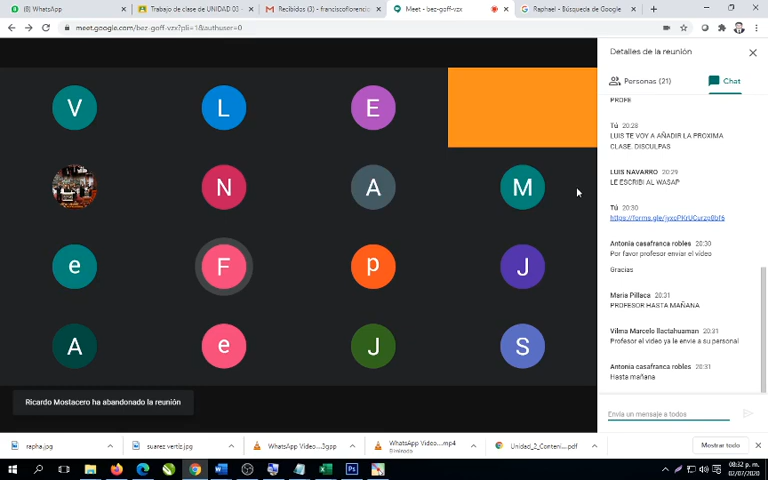 (8) WhatsApp
Trabajo de clase de UNIDAD 03 -
Recibidos (3) - franciscoflorencio
Meet - bez-goff-vzx
Raphael - Búsqueda de Google
meet.google.com/bez-goff-vzx?pli=1&authuser=0
V
L
E
N
A
M
e
F
p
J
A
e
J
S
Ricardo Mostacero ha abandonado la reunión
Detalles de la reunión
Personas (21)
Chat
PROFE
Tú 20:28
LUIS TE VOY A AÑADIR LA PROXIMA
CLASE. DISCULPAS
LUIS NAVARRO 20:29
LE ESCRIBI AL WASAP
Tú 20:30
Antonia casafranca robles 20:30
Por favor profesor enviar el vídeo
Gracias
Maria Pillaca 20:31
PROFESOR HASTA MAÑANA
Vilma Marcelo llactahuaman 20:31
Profesor el video ya le envie a su personal
Antonia casafranca robles 20:31
Hasta mañana
Envía un mensaje a todos
rapha.jpg
suarez vertiz.jpg
WhatsApp Video....3gpp
WhatsApp Video....mp4
Unidad_2_Conteni....pdf
Mostrar todo
08:32 p. m.
02/07/2020